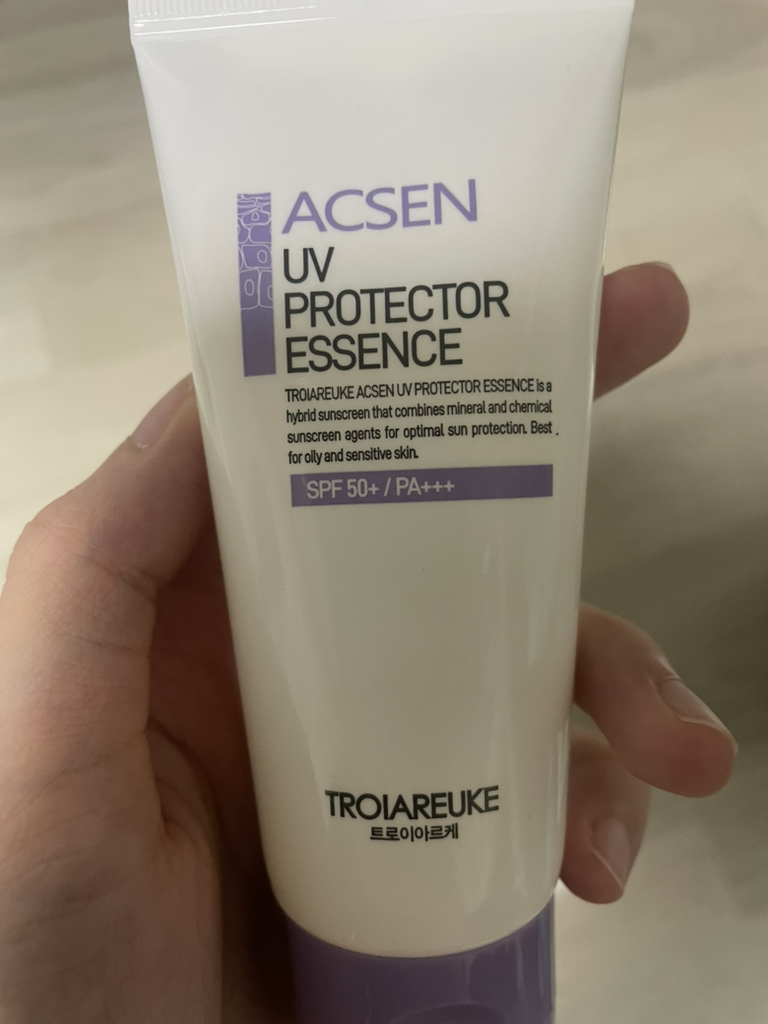 ACSEN
UV
PROTECTOR
ESSENCE
TROIAREUKE ACSEN UV PROTECTOR ESSENCE is a
hybrid sunscreen that combines mineral and chemical
sunscreen agents for optimal sun protection. Best
for oily and sensitive skin.
SPF 50+ / PA+++
TROIAREUKE
트로이아르케